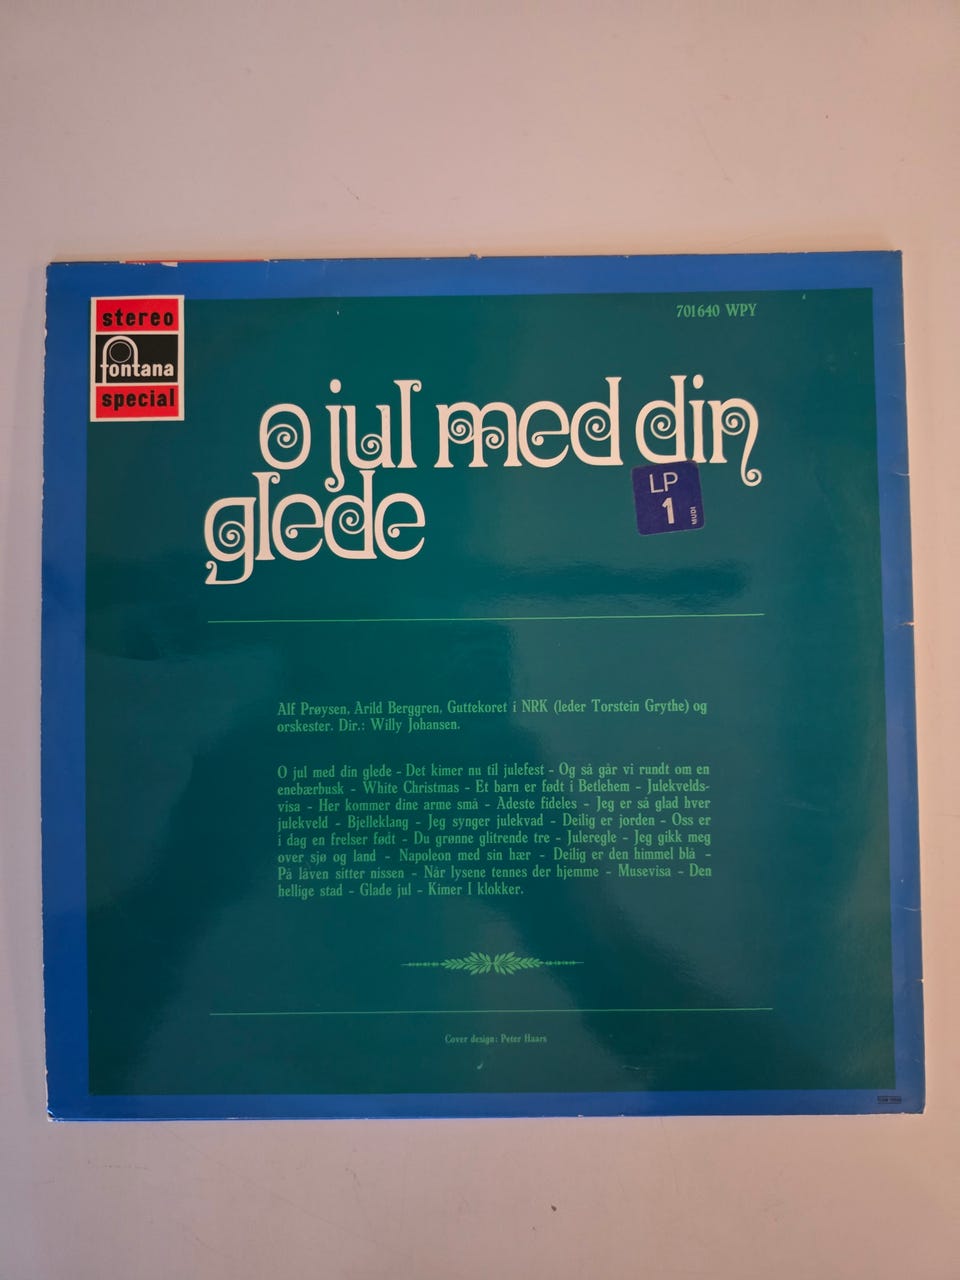 stereo
fontana
special
701640 WPY
o jul med din
glede
LP
1
MUDI
Alf Prøysen, Arild Berggren, Guttekoret i NRK (leder Torstein Grythe) og
orskester. Dir.: Willy Johansen.
O jul med din glede – Det kimer nu til julefest – Og så går vi rundt om en
enebærbusk – White Christmas – Et barn er født i Betlehem – Julekvelds-
visa – Her kommer dine arme små – Adeste fideles – Jeg er så glad hver
julekveld – Bjelleklang – Jeg synger julekvad – Deilig er jorden – Oss er
i dag en frelser født – Du grønne glitrende tre – Juleregle – Jeg gikk meg
over sjø og land – Napoleon med sin hær – Deilig er den himmel blå –
På låven sitter nissen – Når lysene tennes der hjemme – Musevisa – Den
hellige stad – Glade jul – Kimer I klokker.
Cover design: Peter Haars